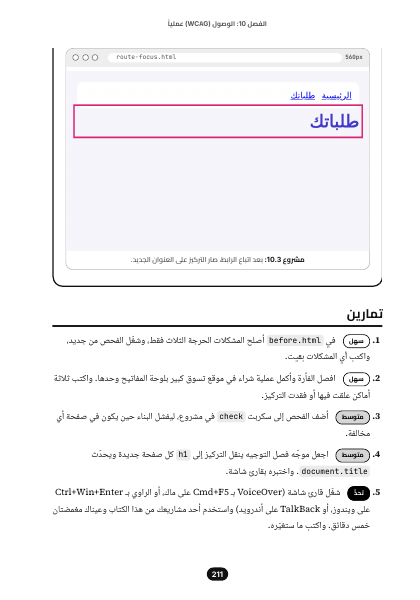 الفصل 10: الوصول (WCAG) عملياً
route-focus.html
560px
الرئيسية طلباتك
طلباتك
مشروع 10.3: بعد اتباع الرابط، صار التركيز على العنوان الجديد.
تمارين
1. سهل في before.html أصلح المشكلات الحرجة الثلاث فقط، وشغّل الفحص من جديد،
واكتب أي المشكلات بقيت.
2. سهل افصل الفأرة وأكمل عملية شراء في موقع تسوق كبير بلوحة المفاتيح وحدها. واكتب ثلاثة
أماكن علقت فيها أو فقدت التركيز.
3. متوسط أضف الفحص إلى سكربت check في مشروع، ليفشل البناء حين يكون في صفحة أي
مخالفة.
4. متوسط اجعل موجّه فصل التوجيه ينقل التركيز إلى h1 كل صفحة جديدة ويحدّث
document.title. واختبره بقارئ شاشة.
5. تحدٍّ شغّل قارئ شاشة (VoiceOver بـ Cmd+F5 على ماك، أو الراوي بـ Ctrl+Win+Enter
على ويندوز، أو TalkBack على أندرويد) واستخدم أحد مشاريعك من هذا الكتاب وعيناك مغمضتان
خمس دقائق. واكتب ما ستغيّره.
211